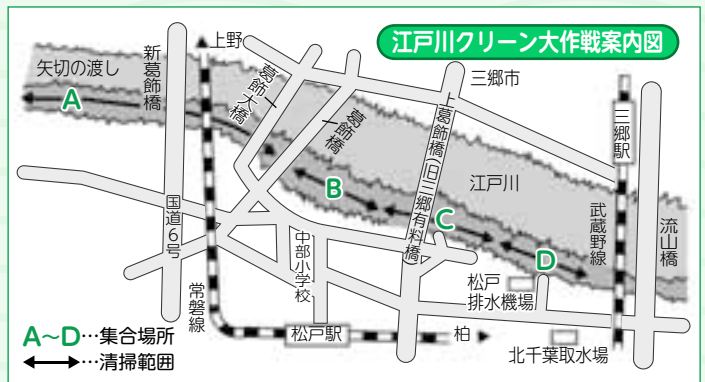 江戸川クリーン大作戦案内図
上野
矢切の渡し
新葛飾橋
葛飾大橋
葛飾橋
三郷市
上葛飾橋(旧三郷有料橋)
三郷駅
A
江戸川
B
C
D
武蔵野線
流山橋
国道6号
中部小学校
松戸
排水機場
常磐線
松戸駅
柏
北千葉取水場
A〜D…集合場所
…清掃範囲